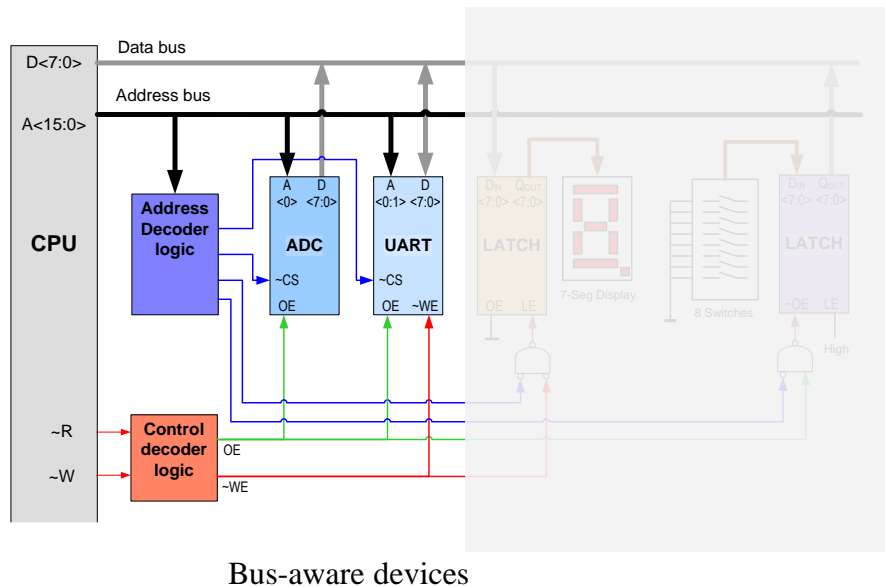 Data bus
D<7:0>
Address bus
A<15:0>
CPU
Address
Decoder
logic
A D
<0> <7:0>
ADC
~CS
OE
A D
<0:1> <7:0>
UART
~CS
OE ~WE
DIN QOUT
<7:0> <7:0>
LATCH
OE LE
7-Seg Display
8 Switches
DIN QOUT
<7:0> <7:0>
LATCH
~OE LE
High
~R
~W
Control
decoder
logic
OE
~WE
Bus-aware devices